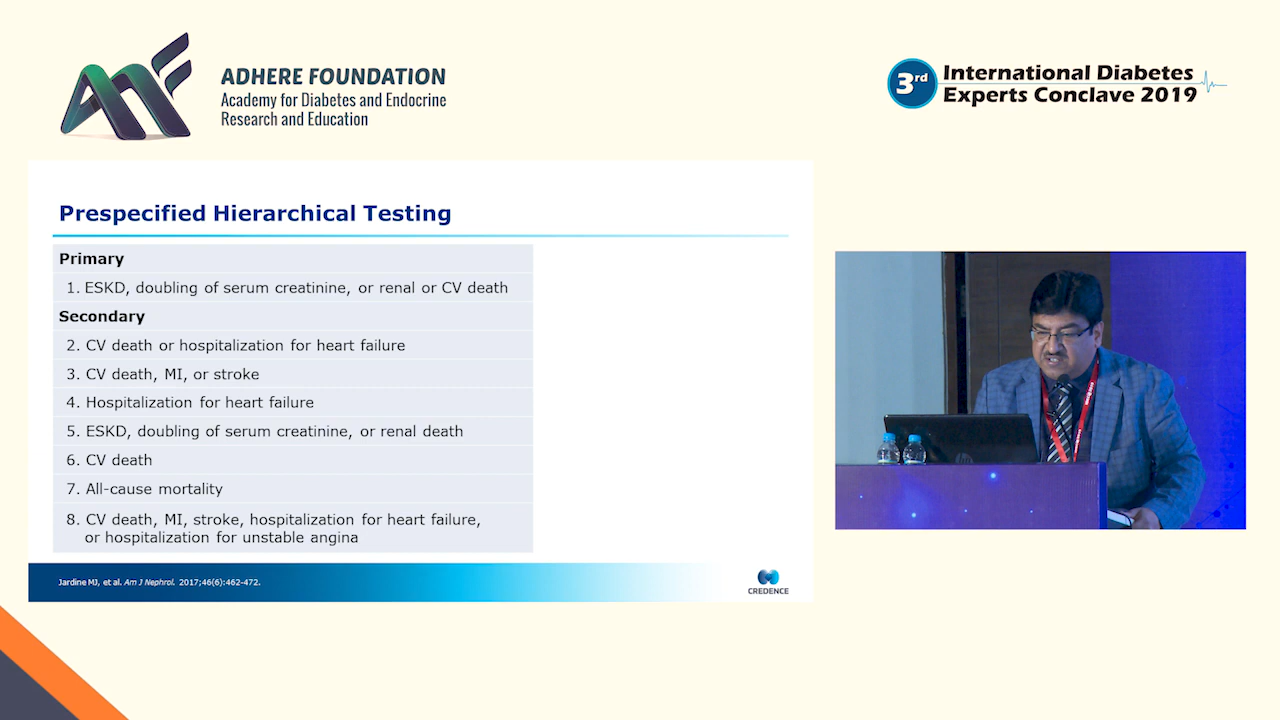 ADHERE FOUNDATION
Academy for Diabetes and Endocrine
Research and Education
3rd
International Diabetes
Experts Conclave 2019
Prespecified Hierarchical Testing
Primary
1. ESKD, doubling of serum creatinine, or renal or CV death
Secondary
2. CV death or hospitalization for heart failure
3. CV death, MI, or stroke
4. Hospitalization for heart failure
5. ESKD, doubling of serum creatinine, or renal death
6. CV death
7. All-cause mortality
8. CV death, MI, stroke, hospitalization for heart failure,
or hospitalization for unstable angina
Jardine MJ, et al. Am J Nephrol. 2017;46(6):462-472.
CREDENCE